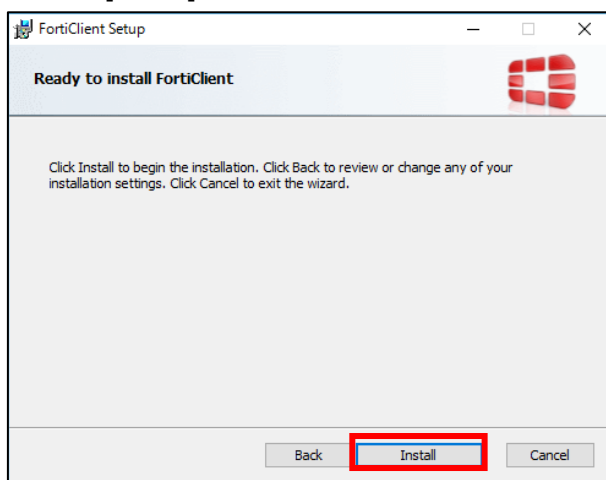 FortiClient Setup
Ready to install FortiClient
Click Install to begin the installation. Click Back to review or change any of your
installation settings. Click Cancel to exit the wizard.
Back Install Cancel